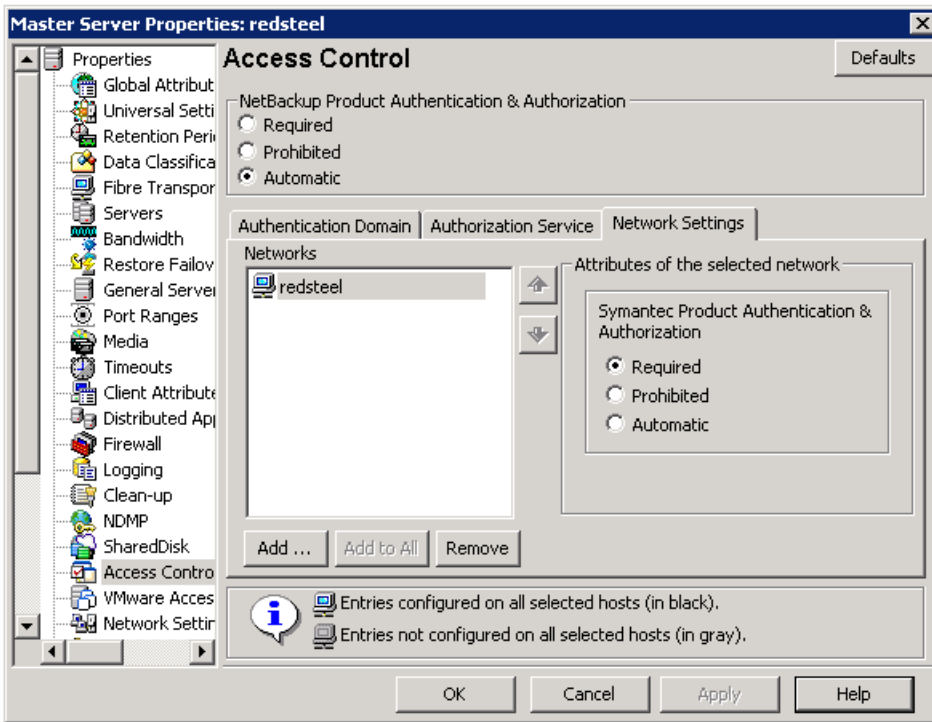 Master Server Properties: redsteel
Properties
Global Attribut
Universal Setti
Retention Peri
Data Classifica
Fibre Transpor
Servers
Bandwidth
Restore Failov
General Server
Port Ranges
Media
Timeouts
Client Attribute
Distributed App
Firewall
Logging
Clean-up
NDMP
SharedDisk
Access Contro
VMware Acces
Network Settin
Access Control
Defaults
NetBackup Product Authentication & Authorization
Required
Prohibited
Automatic
Authentication Domain
Authorization Service
Network Settings
Networks
redsteel
Attributes of the selected network
Symantec Product Authentication &
Authorization
Required
Prohibited
Automatic
Add ...
Add to All
Remove
Entries configured on all selected hosts (in black).
Entries not configured on all selected hosts (in gray).
OK
Cancel
Apply
Help